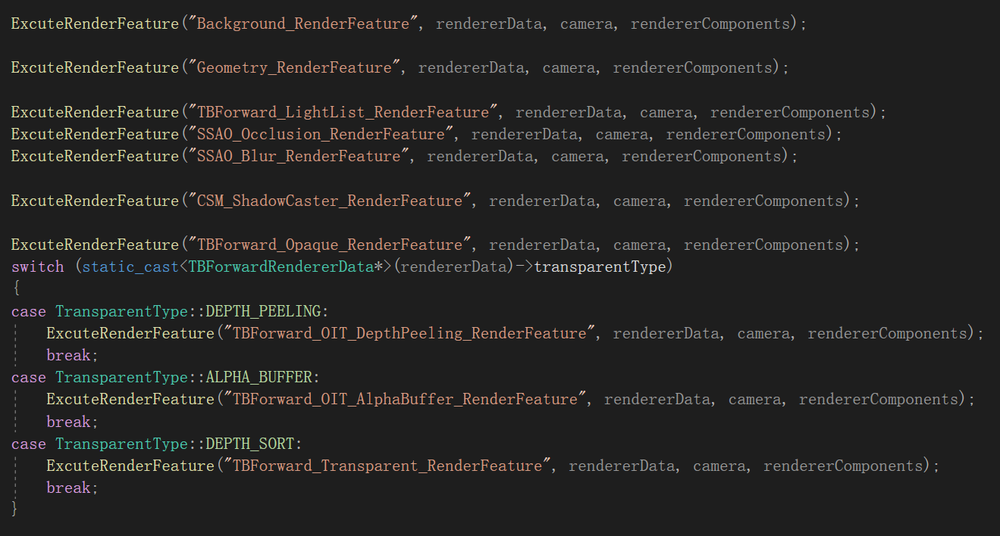 ExcuteRenderFeature("Background_RenderFeature", rendererData, camera, rendererComponents);
ExcuteRenderFeature("Geometry_RenderFeature", rendererData, camera, rendererComponents);
ExcuteRenderFeature("TBForward_LightList_RenderFeature", rendererData, camera, rendererComponents);
ExcuteRenderFeature("SSAO_Occlusion_RenderFeature", rendererData, camera, rendererComponents);
ExcuteRenderFeature("SSAO_Blur_RenderFeature", rendererData, camera, rendererComponents);
ExcuteRenderFeature("CSM_ShadowCaster_RenderFeature", rendererData, camera, rendererComponents);
ExcuteRenderFeature("TBForward_Opaque_RenderFeature", rendererData, camera, rendererComponents);
switch (static_cast<TBForwardRendererData*>(rendererData)->transparentType)
{
case TransparentType::DEPTH_PEELING:
    ExcuteRenderFeature("TBForward_OIT_DepthPeeling_RenderFeature", rendererData, camera, rendererComponents);
    break;
case TransparentType::ALPHA_BUFFER:
    ExcuteRenderFeature("TBForward_OIT_AlphaBuffer_RenderFeature", rendererData, camera, rendererComponents);
    break;
case TransparentType::DEPTH_SORT:
    ExcuteRenderFeature("TBForward_Transparent_RenderFeature", rendererData, camera, rendererComponents);
    break;
}